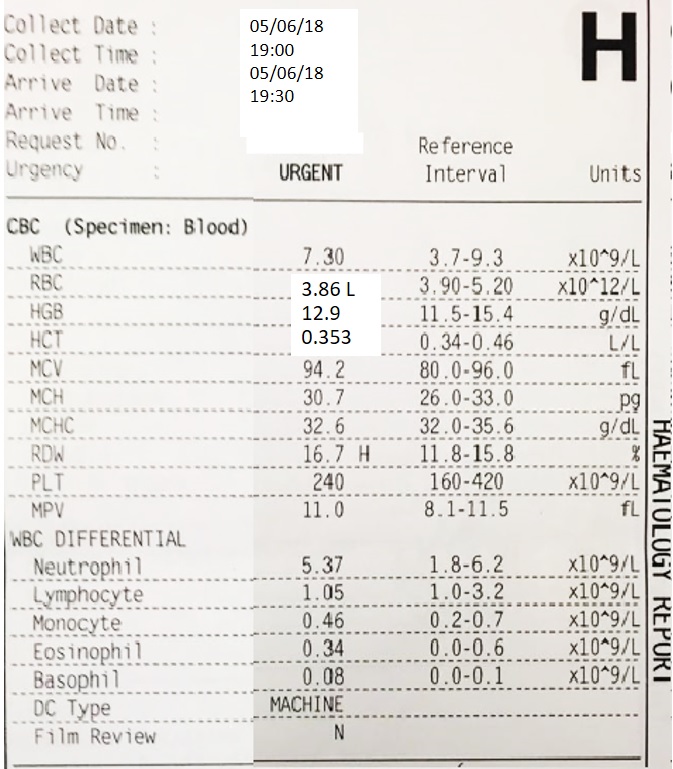 Collect Date : 05/06/18
H
Collect Time : 19:00
Arrive Date : 05/06/18
Arrive Time : 19:30
Request No. :
Urgency : URGENT Reference Interval Units
CBC (Specimen: Blood)
WBC 7.30 3.7-9.3 x10^9/L
RBC 3.86 L 3.90-5.20 x10^12/L
HGB 12.9 11.5-15.4 g/dL
HCT 0.353 0.34-0.46 L/L
MCV 94.2 80.0-96.0 fL
MCH 30.7 26.0-33.0 pg
MCHC 32.6 32.0-35.6 g/dL
RDW 16.7 H 11.8-15.8 %
PLT 240 160-420 x10^9/L
MPV 11.0 8.1-11.5 fL
WBC DIFFERENTIAL
Neutrophil 5.37 1.8-6.2 x10^9/L
Lymphocyte 1.05 1.0-3.2 x10^9/L
Monocyte 0.46 0.2-0.7 x10^9/L
Eosinophil 0.34 0.0-0.6 x10^9/L
Basophil 0.08 0.0-0.1 x10^9/L
DC Type MACHINE
Film Review N
HAEMATOLOGY REPORT